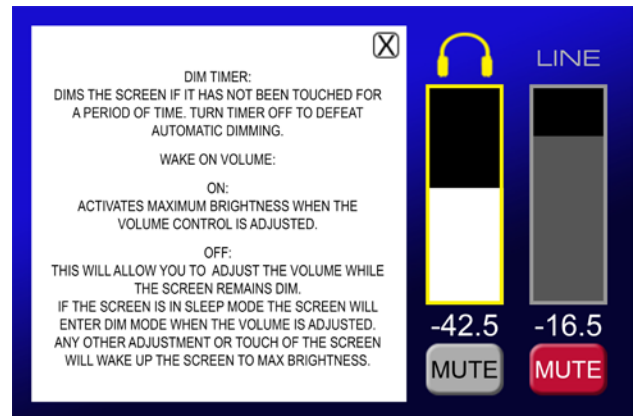 X
DIM TIMER:
DIMS THE SCREEN IF IT HAS NOT BEEN TOUCHED FOR
A PERIOD OF TIME. TURN TIMER OFF TO DEFEAT
AUTOMATIC DIMMING.
WAKE ON VOLUME:
ON:
ACTIVATES MAXIMUM BRIGHTNESS WHEN THE
VOLUME CONTROL IS ADJUSTED.
OFF:
THIS WILL ALLOW YOU TO ADJUST THE VOLUME WHILE
THE SCREEN REMAINS DIM.
IF THE SCREEN IS IN SLEEP MODE THE SCREEN WILL
ENTER DIM MODE WHEN THE VOLUME IS ADJUSTED.
ANY OTHER ADJUSTMENT OR TOUCH OF THE SCREEN
WILL WAKE UP THE SCREEN TO MAX BRIGHTNESS.
LINE
-42.5 -16.5
MUTE MUTE